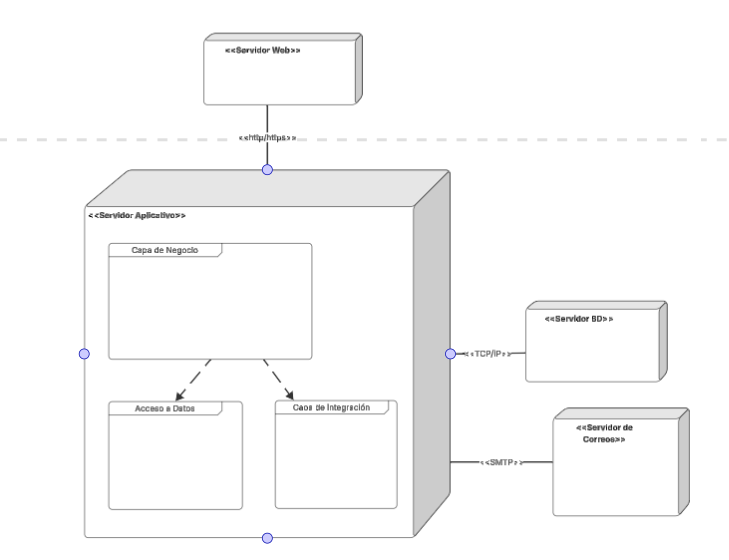 <<Servidor Web>>
<<http/https>>
<<Servidor Aplicativo>>
Capa de Negocio
<<Servidor BD>>
<<TCP/IP>>
Acceso a Datos
Capa de Integración
<<Servidor de
Correos>>
<<SMTP>>